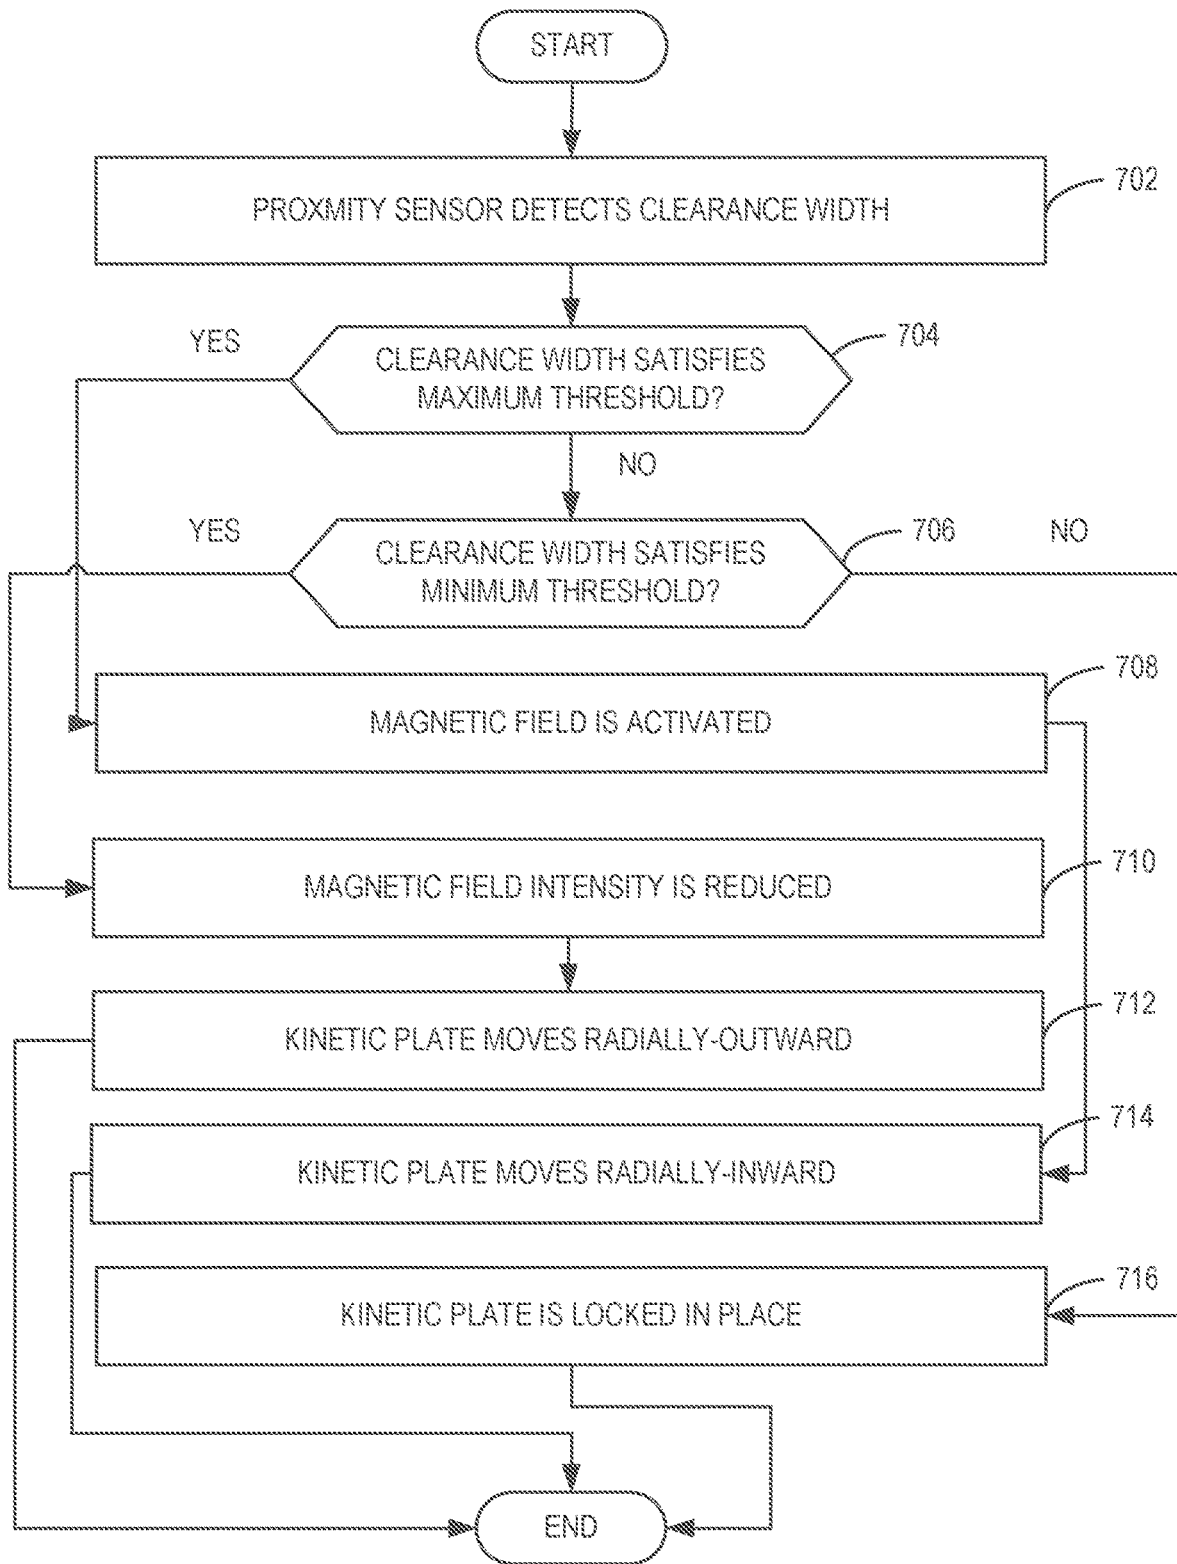 START
PROXMITY SENSOR DETECTS CLEARANCE WIDTH
702
YES
CLEARANCE WIDTH SATISFIES
MAXIMUM THRESHOLD?
704
NO
YES
CLEARANCE WIDTH SATISFIES
MINIMUM THRESHOLD?
706
NO
MAGNETIC FIELD IS ACTIVATED
708
MAGNETIC FIELD INTENSITY IS REDUCED
710
KINETIC PLATE MOVES RADIALLY-OUTWARD
712
KINETIC PLATE MOVES RADIALLY-INWARD
714
KINETIC PLATE IS LOCKED IN PLACE
716
END